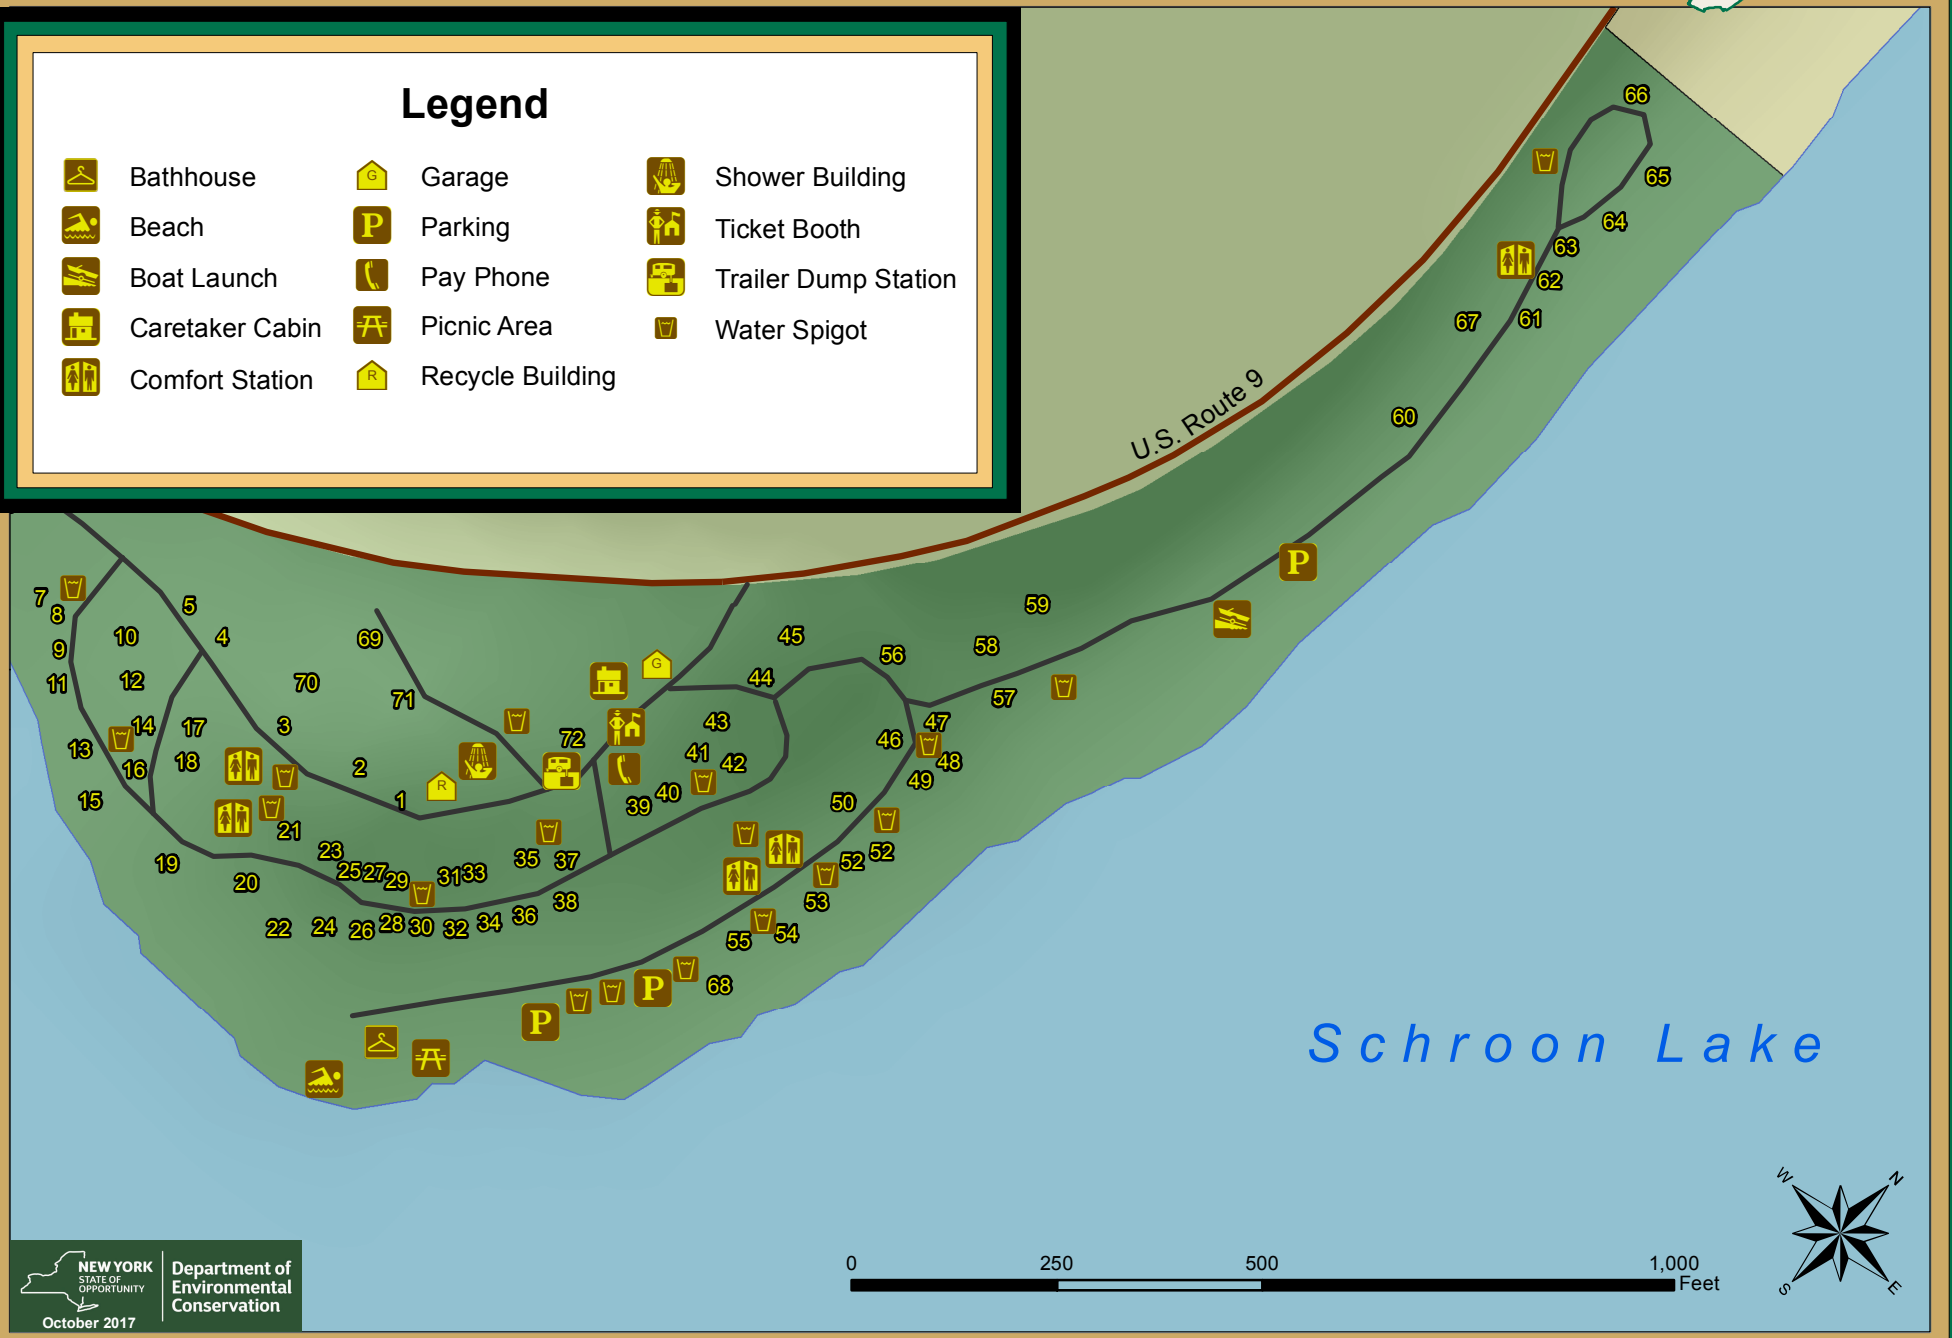 Legend
Bathhouse
Beach
Boat Launch
Caretaker Cabin
Comfort Station
G Garage
P Parking
Pay Phone
Picnic Area
R Recycle Building
Shower Building
Ticket Booth
Trailer Dump Station
Water Spigot
66
65
64
63
62
67 61
U.S. Route 9
60
P
7
8
5
59
9 10 4 69 45
58
56
11 12 70 G
44
71 57
14 17 3 43 47
13 72 46
18 41
16 2 42 48
49
R
15 1 40 50
39
21
23 35 37 52 52
19 25 27 29 31 33
20
38 53
22 24 26 28 30 32 34 36
55 54
P 68
P
Schroon Lake
W N
S E
0 250 500 1,000
Feet
NEW YORK
STATE OF
OPPORTUNITY
Department of
Environmental
Conservation
October 2017